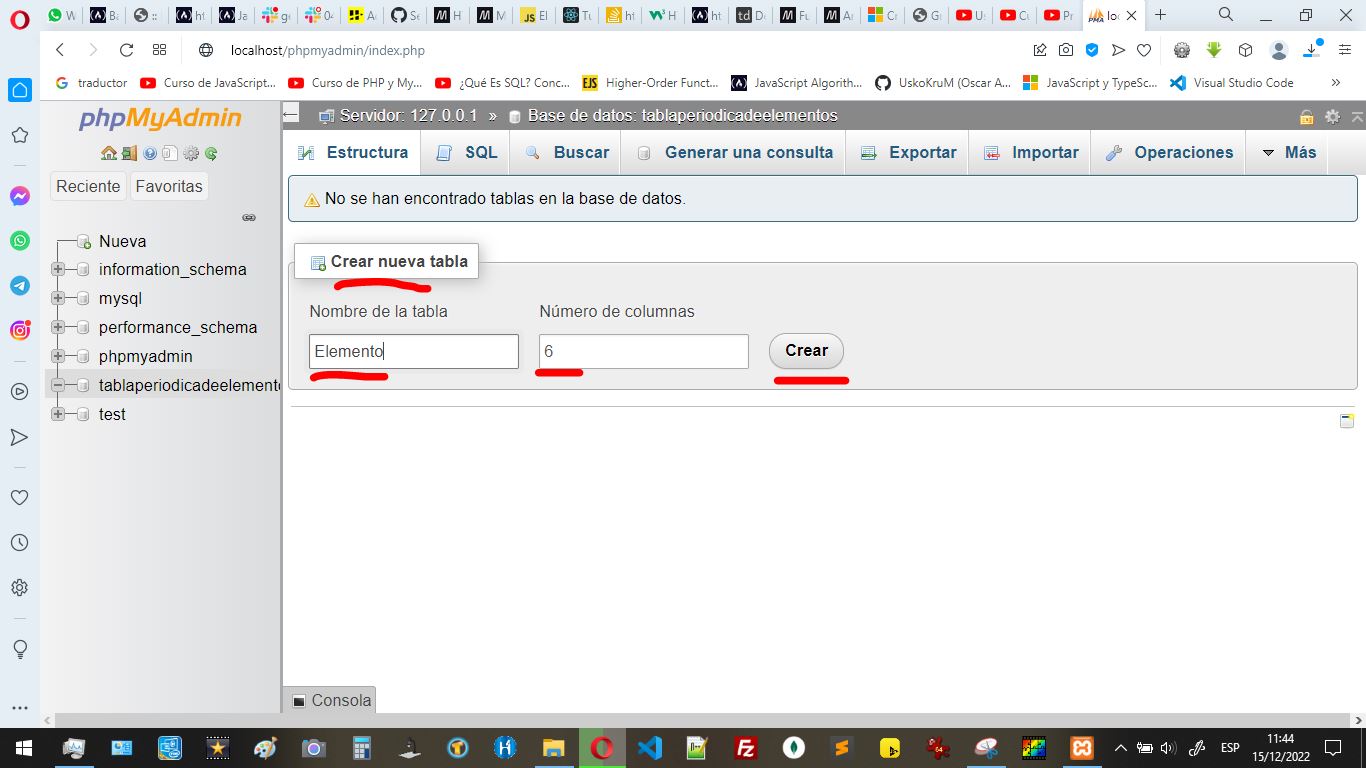 W
B
::
ht
Ja
ge
04
A
Se
H
M
El
Tu
ht
H
ht
D
Fu
A
Cr
G
U
C
Pr
lo
localhost/phpmyadmin/index.php
traductor
Curso de JavaScript...
Curso de PHP y My...
¿Qué Es SQL? Conc...
Higher-Order Funct...
JavaScript Algorith...
UskoKruM (Oscar A...
JavaScript y TypeSc...
Visual Studio Code
»
phpMyAdmin
Reciente
Favoritas
Nueva
information_schema
mysql
performance_schema
phpmyadmin
tablaperiodicadeelemento
test
Servidor: 127.0.0.1 » Base de datos: tablaperiodicadeelementos
Estructura
SQL
Buscar
Generar una consulta
Exportar
Importar
Operaciones
Más
No se han encontrado tablas en la base de datos.
Crear nueva tabla
Nombre de la tabla
Número de columnas
Elemento
6
Crear
Consola
ESP
11:44
15/12/2022